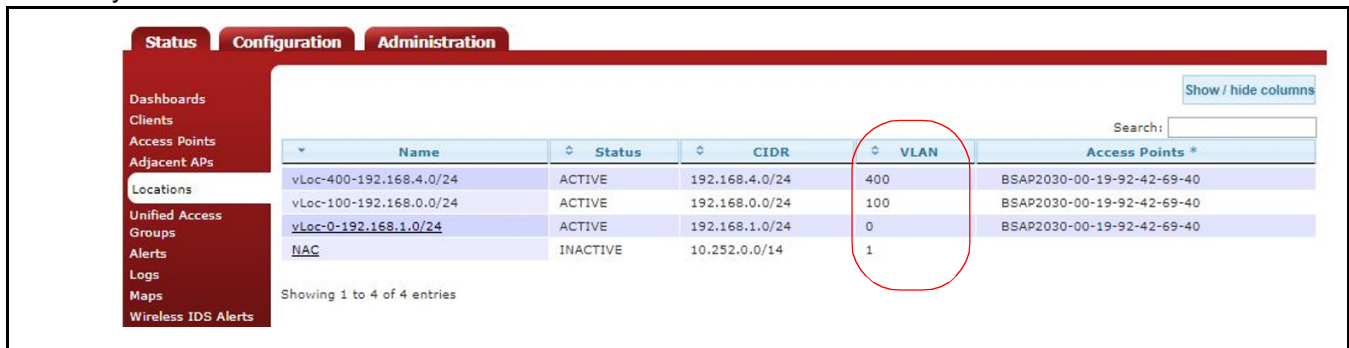 Status Configuration Administration
Show / hide columns
Search:
Dashboards
Clients
Access Points
Adjacent APs
Locations
Unified Access
Groups
Alerts
Logs
Maps
Wireless IDS Alerts
Name Status CIDR VLAN Access Points *
vLoc-400-192.168.4.0/24 ACTIVE 192.168.4.0/24 400 BSAP2030-00-19-92-42-69-40
vLoc-100-192.168.0.0/24 ACTIVE 192.168.0.0/24 100 BSAP2030-00-19-92-42-69-40
vLoc-0-192.168.1.0/24 ACTIVE 192.168.1.0/24 0 BSAP2030-00-19-92-42-69-40
NAC INACTIVE 10.252.0.0/14 1
Showing 1 to 4 of 4 entries